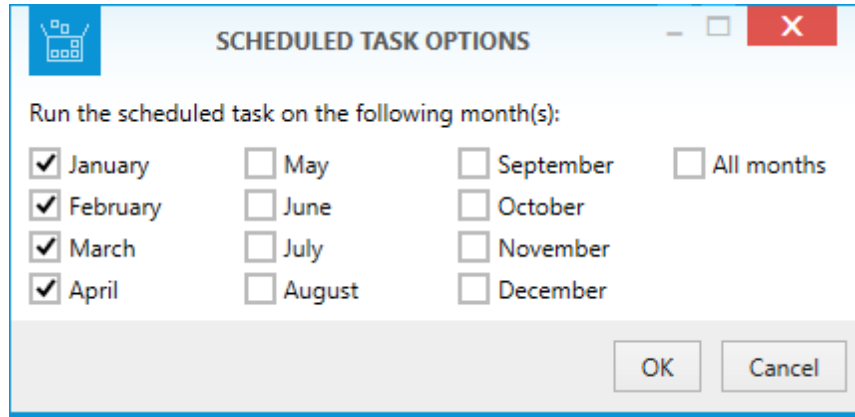 SCHEDULED TASK OPTIONS
Run the scheduled task on the following month(s):
January May September All months
February June October
March July November
April August December
OK Cancel